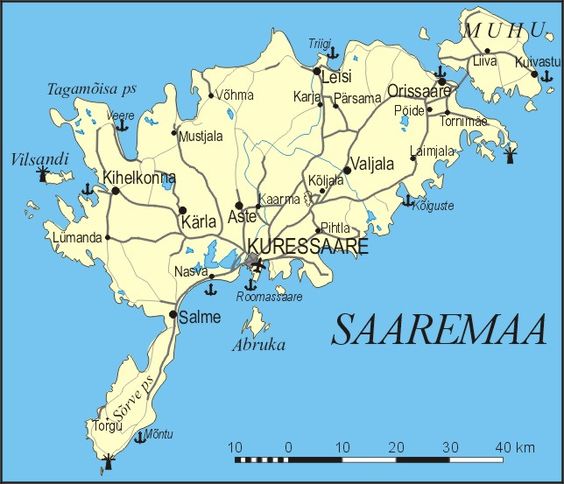 MUHU
Triigi
Liiva
Kuivastu
Leisi
Orissaare
Tagamõisa ps
Võhma
Karja
Pärsama
Veere
Põide
Tornimäe
Mustjala
Vilsandi
Laimjala
Valjala
Kihelkonna
Kõljala
Kaarma
Kõiguste
Kärla
Aste
Pihtla
Lümanda
KURESSAARE
Nasva
Roomassaare
Salme
SAAREMAA
Abruka
Sõrve ps
Torgu
Mõntu
10 0 10 20 30 40 km